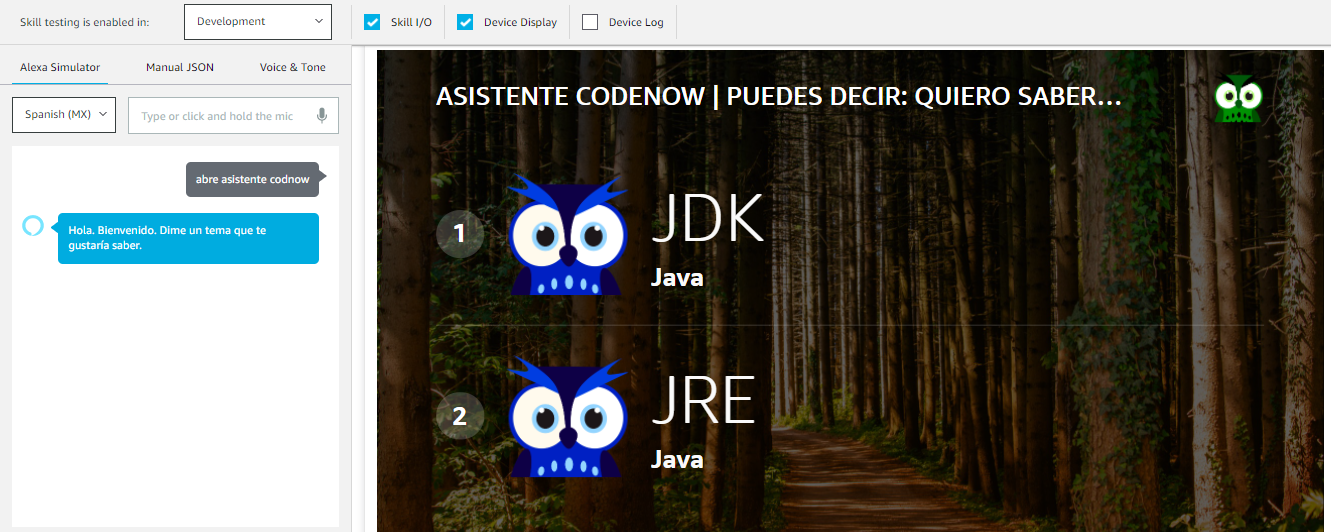 Skill testing is enabled in:
Development
Skill I/O
Device Display
Device Log
Alexa Simulator
Manual JSON
Voice & Tone
Spanish (MX)
Type or click and hold the mic
abre asistente codnow
Hola. Bienvenido. Dime un tema que te
gustaría saber.
ASISTENTE CODENOW | PUEDES DECIR: QUIERO SABER...
1
JDK
Java
2
JRE
Java